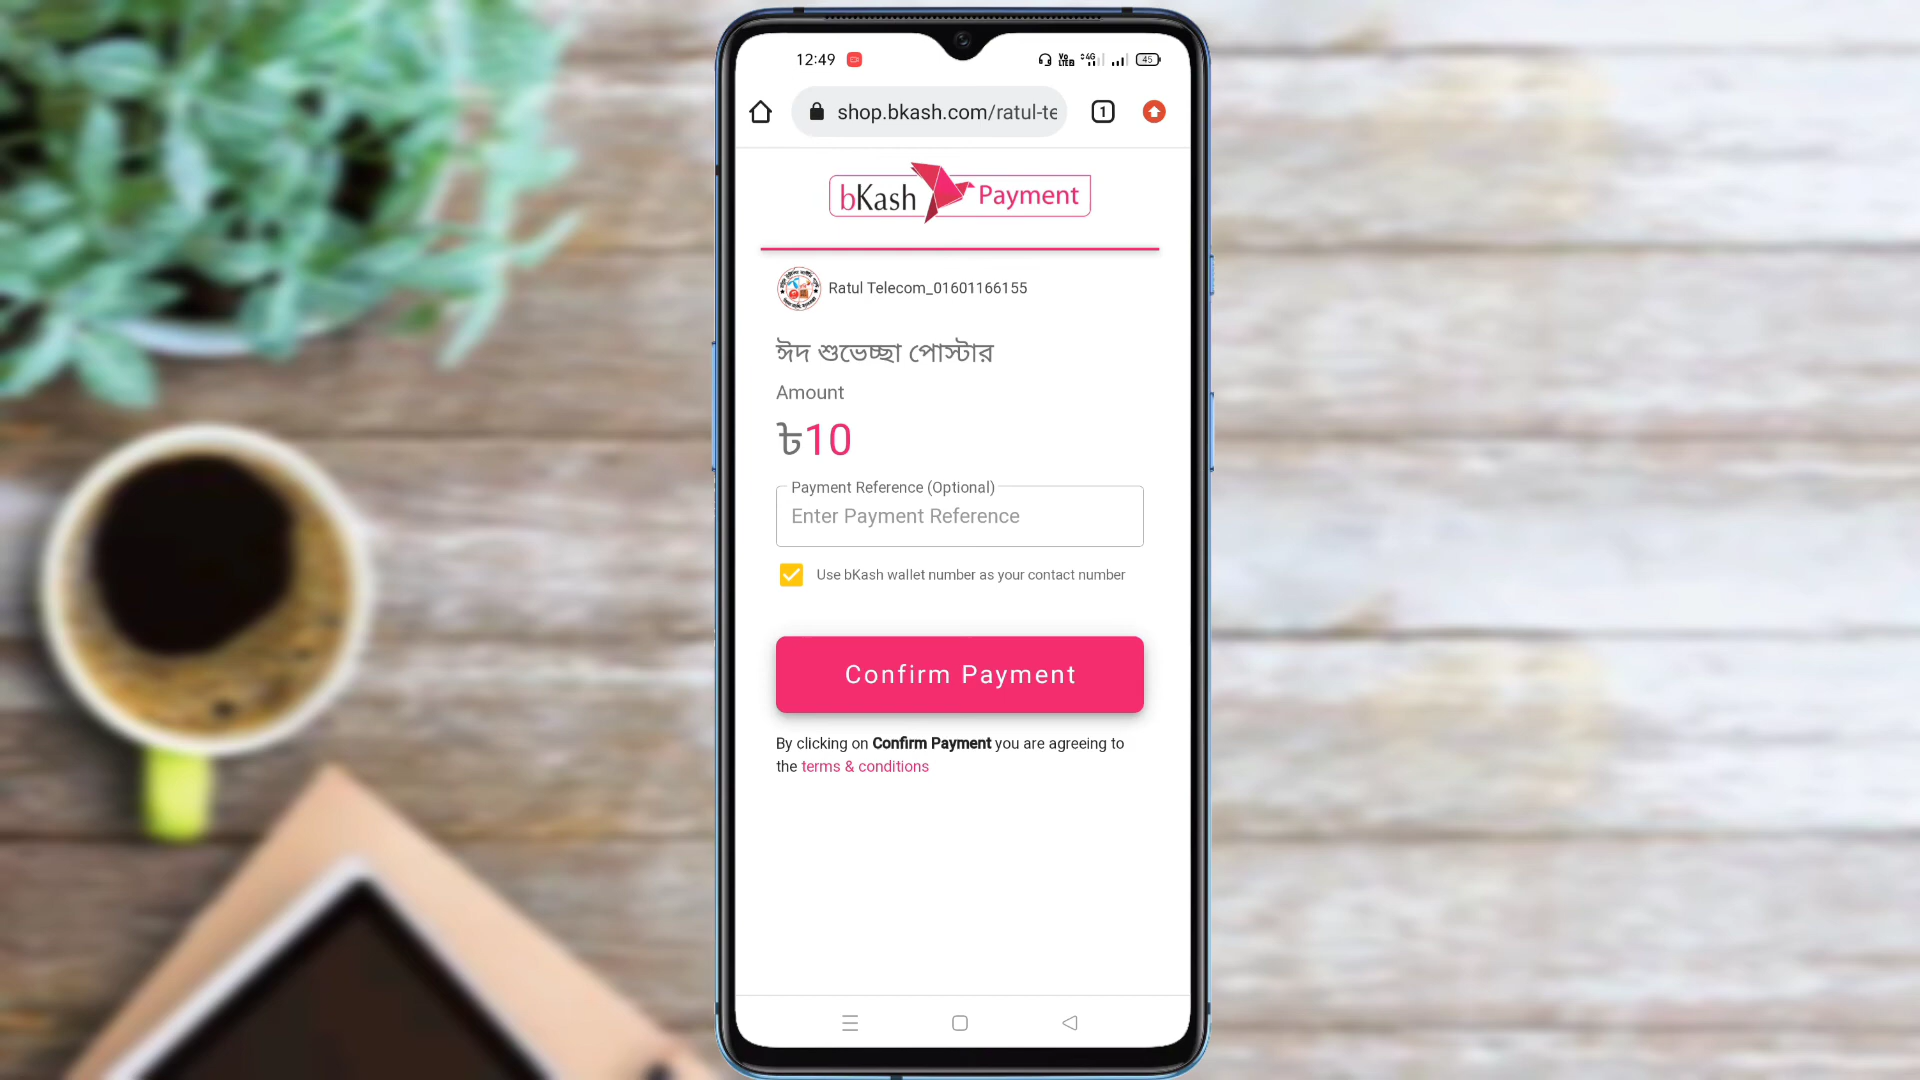 12:49
45
shop.bkash.com/ratul-te
1
bKash Payment
Ratul Telecom_01601166155
ঈদ শুভেচ্ছা পোস্টার
Amount
৳10
Payment Reference (Optional)
Enter Payment Reference
Use bKash wallet number as your contact number
Confirm Payment
By clicking on Confirm Payment you are agreeing to
the terms & conditions